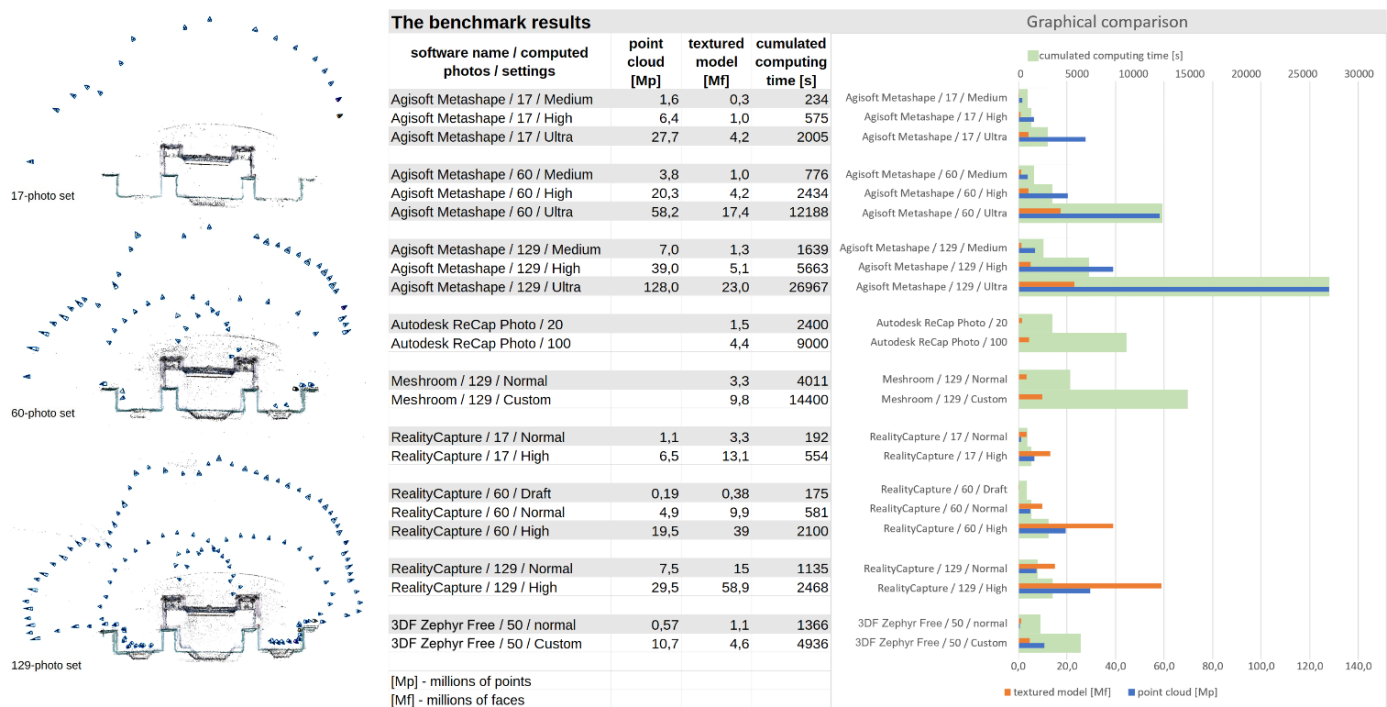 17-photo set
60-photo set
129-photo set
The benchmark results
software name / computed photos / settings | point cloud [Mp] | textured model [Mf] | cumulated computing time [s]
Agisoft Metashape / 17 / Medium 1,6 0,3 234
Agisoft Metashape / 17 / High 6,4 1,0 575
Agisoft Metashape / 17 / Ultra 27,7 4,2 2005
Agisoft Metashape / 60 / Medium 3,8 1,0 776
Agisoft Metashape / 60 / High 20,3 4,2 2434
Agisoft Metashape / 60 / Ultra 58,2 17,4 12188
Agisoft Metashape / 129 / Medium 7,0 1,3 1639
Agisoft Metashape / 129 / High 39,0 5,1 5663
Agisoft Metashape / 129 / Ultra 128,0 23,0 26967
Autodesk ReCap Photo / 20 1,5 2400
Autodesk ReCap Photo / 100 4,4 9000
Meshroom / 129 / Normal 3,3 4011
Meshroom / 129 / Custom 9,8 14400
RealityCapture / 17 / Normal 1,1 3,3 192
RealityCapture / 17 / High 6,5 13,1 554
RealityCapture / 60 / Draft 0,19 0,38 175
RealityCapture / 60 / Normal 4,9 9,9 581
RealityCapture / 60 / High 19,5 39 2100
RealityCapture / 129 / Normal 7,5 15 1135
RealityCapture / 129 / High 29,5 58,9 2468
3DF Zephyr Free / 50 / normal 0,57 1,1 1366
3DF Zephyr Free / 50 / Custom 10,7 4,6 4936
[Mp] - millions of points
[Mf] - millions of faces
Graphical comparison
cumulated computing time [s]
0 5000 10000 15000 20000 25000 30000
Agisoft Metashape / 17 / Medium
Agisoft Metashape / 17 / High
Agisoft Metashape / 17 / Ultra
Agisoft Metashape / 60 / Medium
Agisoft Metashape / 60 / High
Agisoft Metashape / 60 / Ultra
Agisoft Metashape / 129 / Medium
Agisoft Metashape / 129 / High
Agisoft Metashape / 129 / Ultra
Autodesk ReCap Photo / 20
Autodesk ReCap Photo / 100
Meshroom / 129 / Normal
Meshroom / 129 / Custom
RealityCapture / 17 / Normal
RealityCapture / 17 / High
RealityCapture / 60 / Draft
RealityCapture / 60 / Normal
RealityCapture / 60 / High
RealityCapture / 129 / Normal
RealityCapture / 129 / High
3DF Zephyr Free / 50 / normal
3DF Zephyr Free / 50 / Custom
0,0 20,0 40,0 60,0 80,0 100,0 120,0 140,0
textured model [Mf] point cloud [Mp]